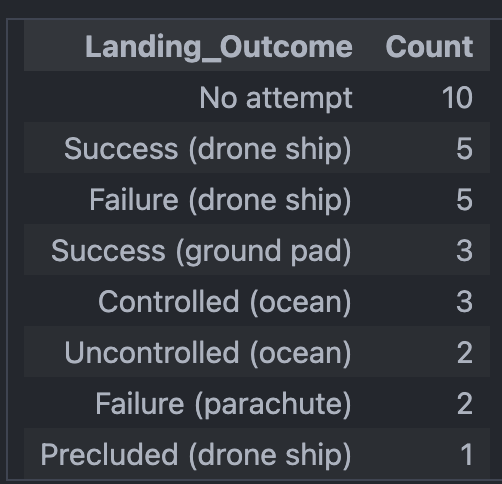 Landing_Outcome Count
No attempt 10
Success (drone ship) 5
Failure (drone ship) 5
Success (ground pad) 3
Controlled (ocean) 3
Uncontrolled (ocean) 2
Failure (parachute) 2
Precluded (drone ship) 1